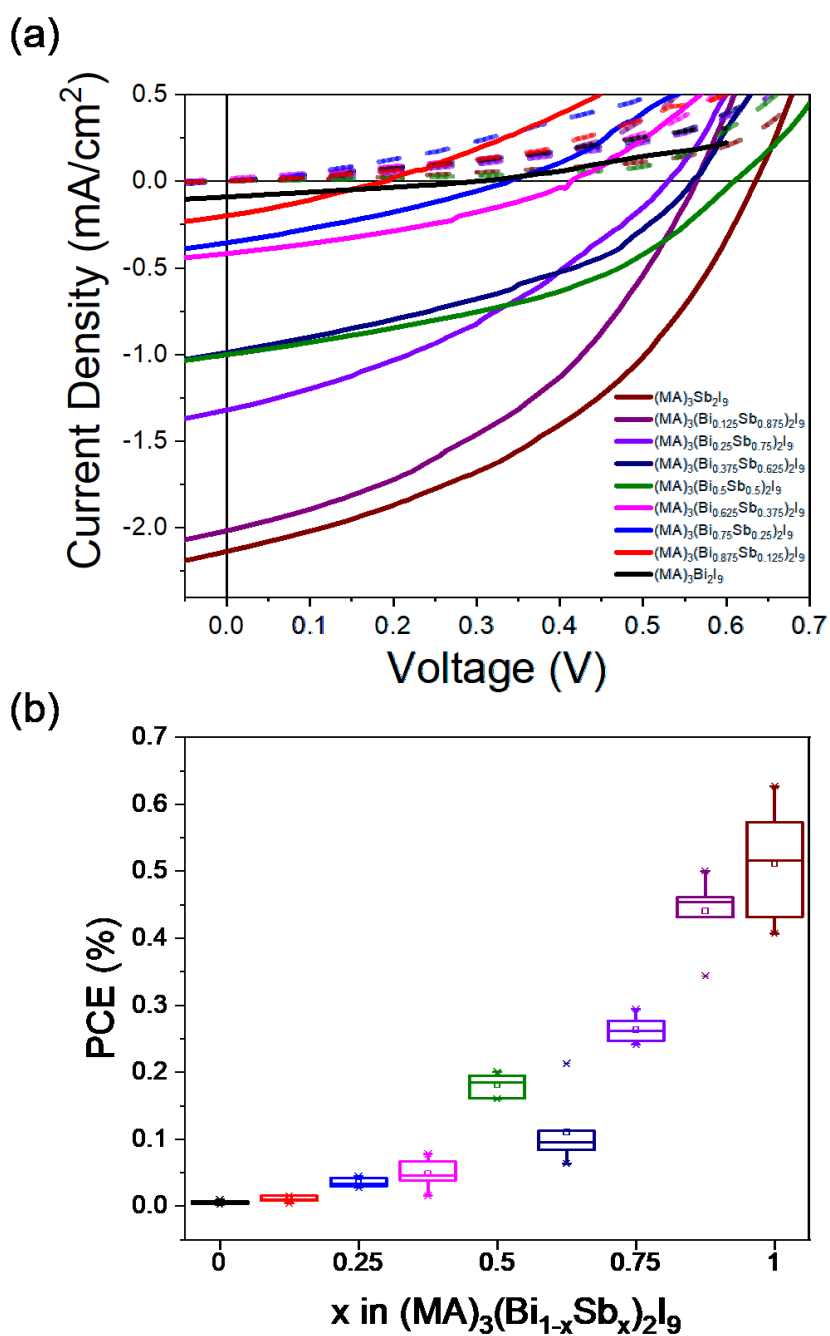 (a)
Current Density (mA/cm²)
0.5
0.0
-0.5
-1.0
-1.5
-2.0
(MA)₃Sb₂I₉
(MA)₃(Bi₀.₁₂₅Sb₀.₈₇₅)₂I₉
(MA)₃(Bi₀.₂₅Sb₀.₇₅)₂I₉
(MA)₃(Bi₀.₃₇₅Sb₀.₆₂₅)₂I₉
(MA)₃(Bi₀.₅Sb₀.₅)₂I₉
(MA)₃(Bi₀.₆₂₅Sb₀.₃₇₅)₂I₉
(MA)₃(Bi₀.₇₅Sb₀.₂₅)₂I₉
(MA)₃(Bi₀.₈₇₅Sb₀.₁₂₅)₂I₉
(MA)₃Bi₂I₉
0.0 0.1 0.2 0.3 0.4 0.5 0.6 0.7
Voltage (V)
(b)
PCE (%)
0.7
0.6
0.5
0.4
0.3
0.2
0.1
0.0
0 0.25 0.5 0.75 1
x in (MA)₃(Bi₁₋ₓSbₓ)₂I₉